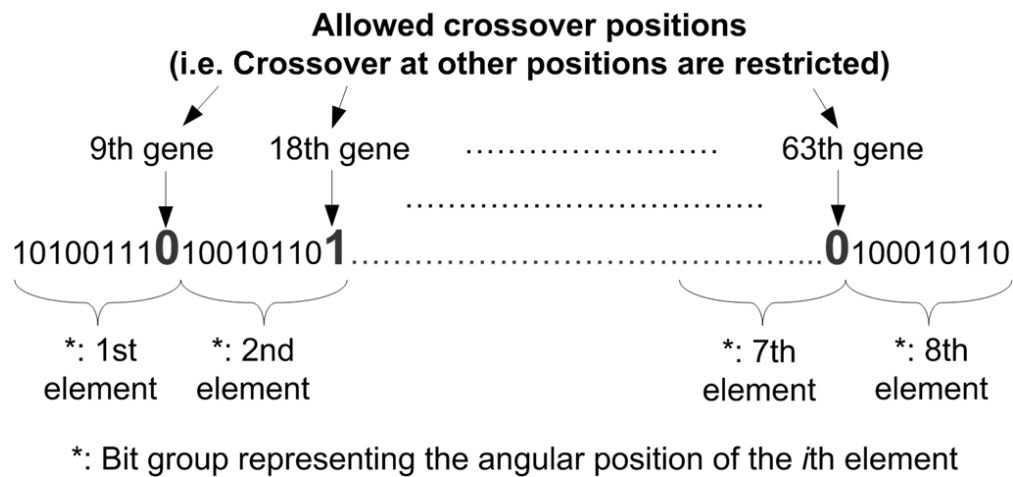 Allowed crossover positions
(i.e. Crossover at other positions are restricted)
9th gene 18th gene ........................ 63th gene
..................................
101001110100101101................................................0100010110
*: 1st element *: 2nd element *: 7th element *: 8th element
*: Bit group representing the angular position of the ith element